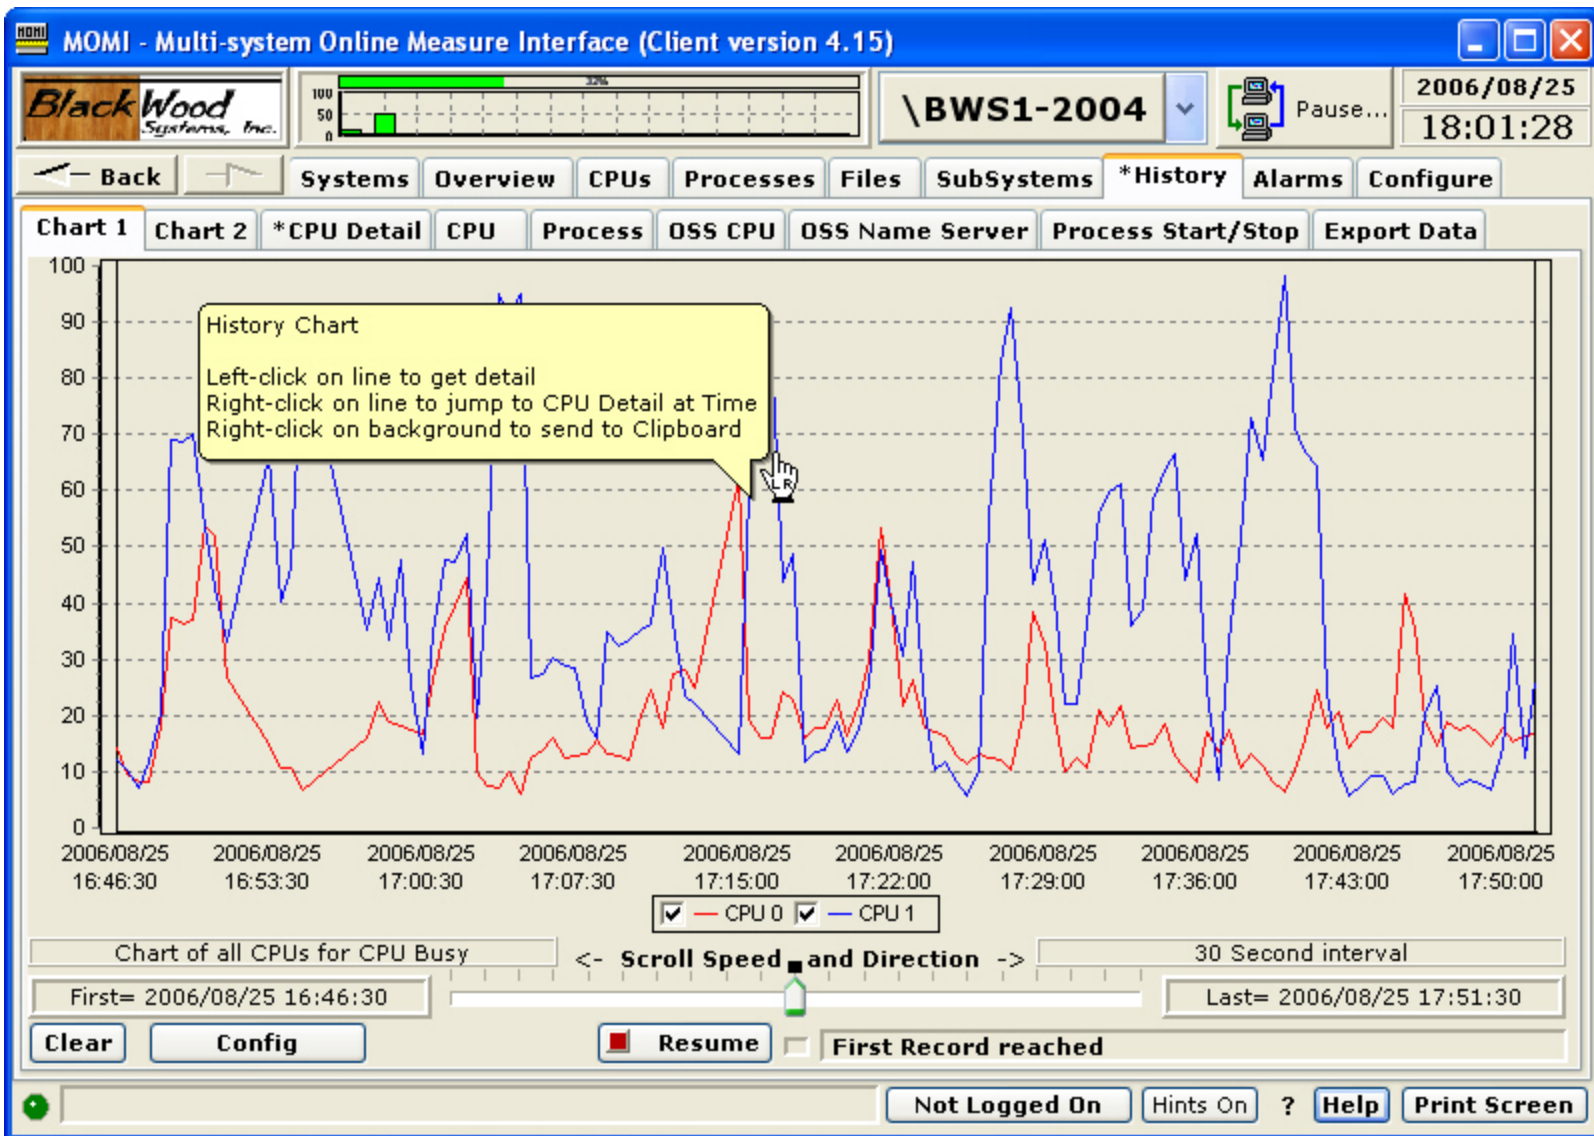 MOMI
MOMI - Multi-system Online Measure Interface (Client version 4.15)
BlackWood
Systems, Inc.
32%
100
50
0
\BWS1-2004
Pause...
2006/08/25
18:01:28
Back
Systems Overview CPUs Processes Files SubSystems *History Alarms Configure
Chart 1 Chart 2 *CPU Detail CPU Process OSS CPU OSS Name Server Process Start/Stop Export Data
100
90
80
70
60
50
40
30
20
10
0
History Chart
Left-click on line to get detail
Right-click on line to jump to CPU Detail at Time
Right-click on background to send to Clipboard
LR
2006/08/25 2006/08/25 2006/08/25 2006/08/25 2006/08/25 2006/08/25 2006/08/25 2006/08/25 2006/08/25 2006/08/25
16:46:30 16:53:30 17:00:30 17:07:30 17:15:00 17:22:00 17:29:00 17:36:00 17:43:00 17:50:00
CPU 0 CPU 1
Chart of all CPUs for CPU Busy
<- Scroll Speed and Direction ->
30 Second interval
First= 2006/08/25 16:46:30
Last= 2006/08/25 17:51:30
Clear Config Resume First Record reached
Not Logged On Hints On ? Help Print Screen